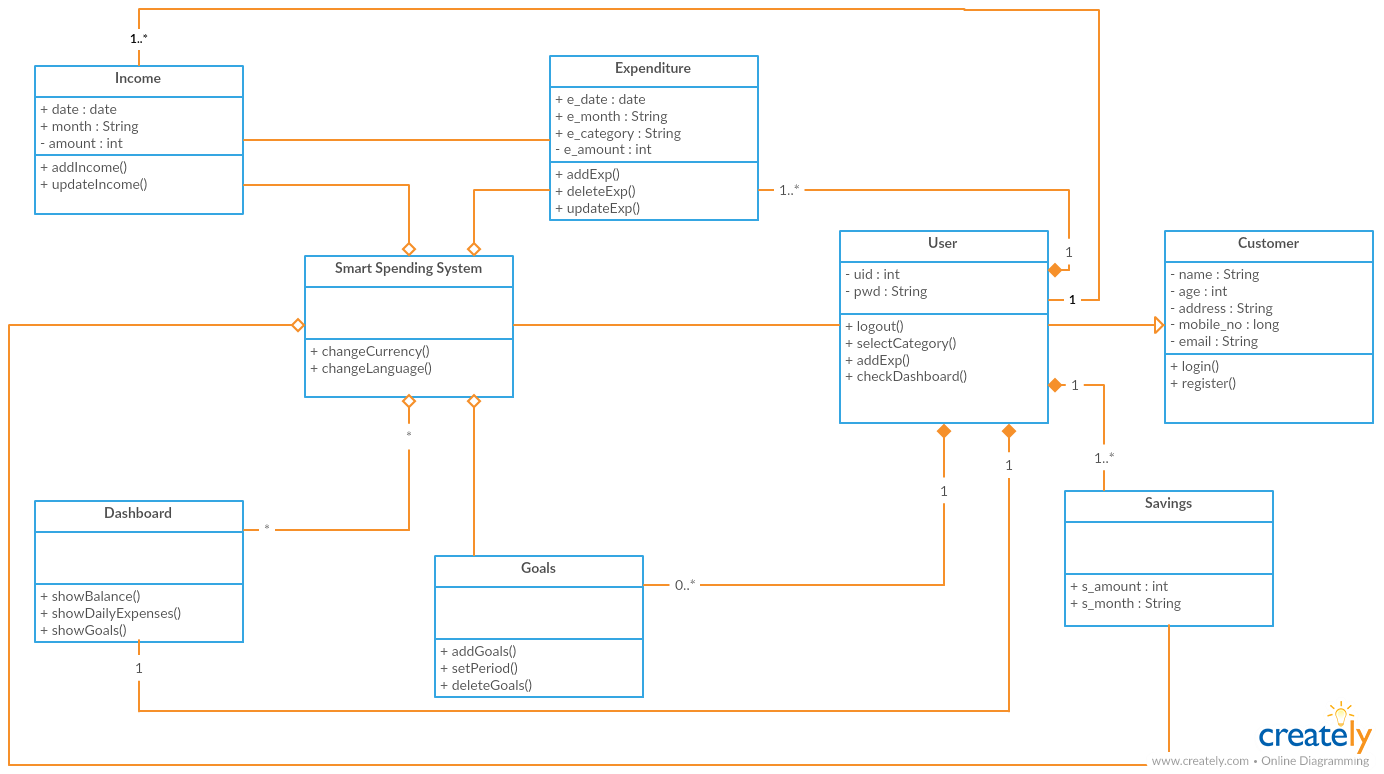 1..*
Income
+ date : date
+ month : String
- amount : int
+ addIncome()
+ updateIncome()
Expenditure
+ e_date : date
+ e_month : String
+ e_category : String
- e_amount : int
+ addExp()
+ deleteExp()
+ updateExp()
1..*
1
1
Smart Spending System
+ changeCurrency()
+ changeLanguage()
User
- uid : int
- pwd : String
+ logout()
+ selectCategory()
+ addExp()
+ checkDashboard()
Customer
- name : String
- age : int
- address : String
- mobile_no : long
- email : String
+ login()
+ register()
1
1..*
*
*
1
1
Dashboard
+ showBalance()
+ showDailyExpenses()
+ showGoals()
1
Goals
+ addGoals()
+ setPeriod()
+ deleteGoals()
0..*
Savings
+ s_amount : int
+ s_month : String
creately
www.creately.com • Online Diagramming